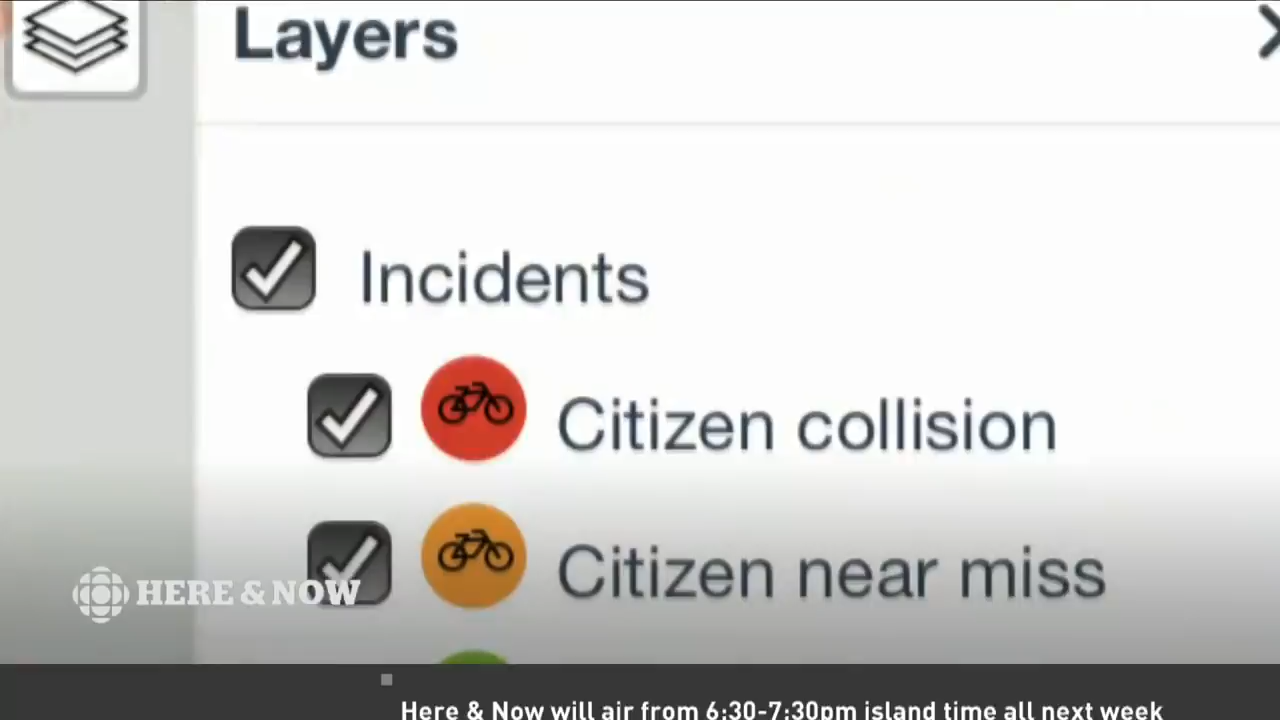 Layers
Incidents
Citizen collision
Citizen near miss
HERE & NOW
Here & Now will air from 6:30-7:30pm island time all next week